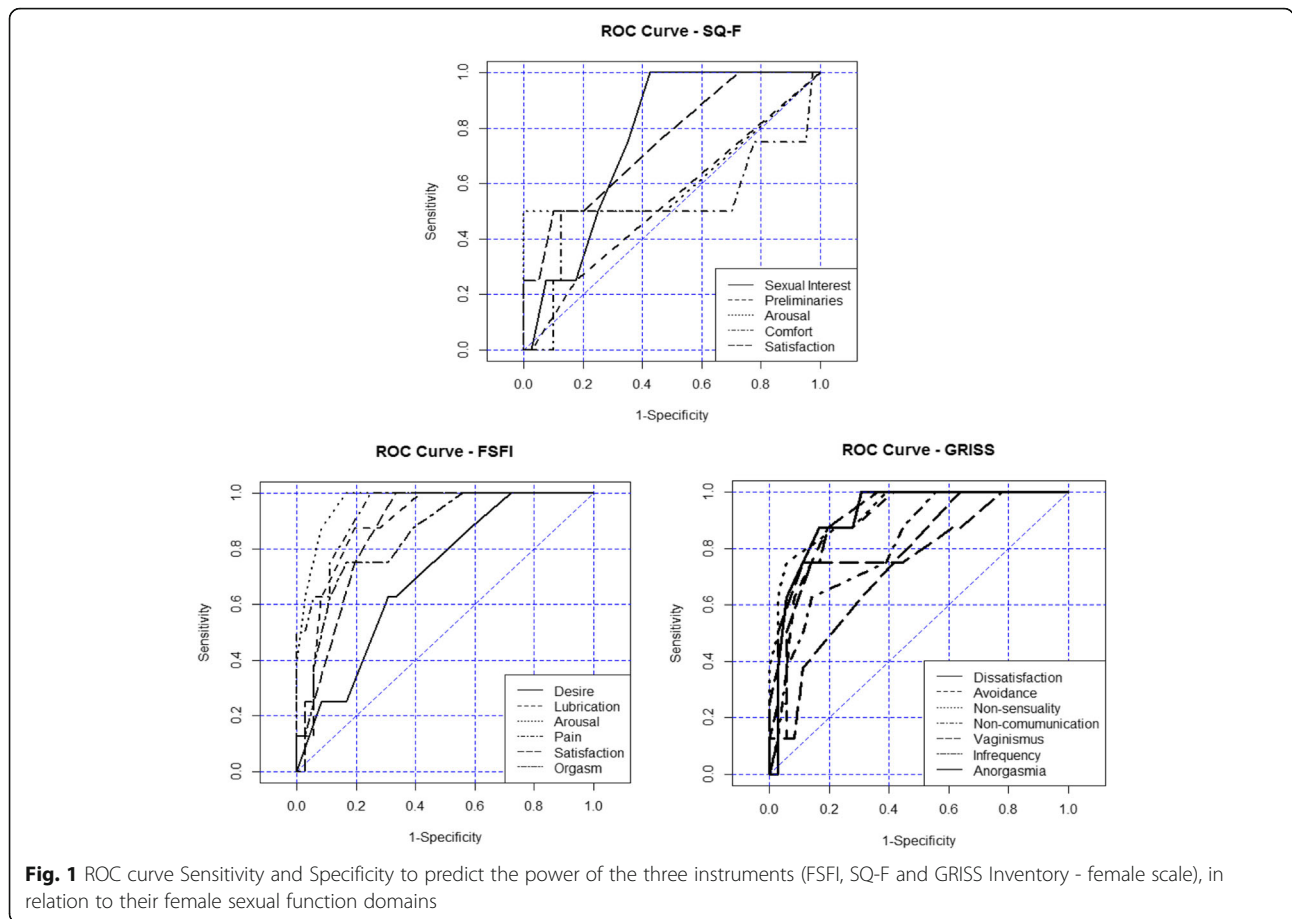 ROC Curve - SQ-F
Sensitivity
1.0
0.8
0.6
0.4
0.2
0.0
Sexual Interest
Preliminaries
Arousal
Comfort
Satisfaction
0.0 0.2 0.4 0.6 0.8 1.0
1-Specificity
ROC Curve - FSFI
Sensitivity
1.0
0.8
0.6
0.4
0.2
0.0
Desire
Lubrication
Arousal
Pain
Satisfaction
Orgasm
0.0 0.2 0.4 0.6 0.8 1.0
1-Specificity
ROC Curve - GRISS
Sensitivity
1.0
0.8
0.6
0.4
0.2
0.0
Dissatisfaction
Avoidance
Non-sensuality
Non-comunication
Vaginismus
Infrequency
Anorgasmia
0.0 0.2 0.4 0.6 0.8 1.0
1-Specificity
Fig. 1 ROC curve Sensitivity and Specificity to predict the power of the three instruments (FSFI, SQ-F and GRISS Inventory - female scale), in
relation to their female sexual function domains